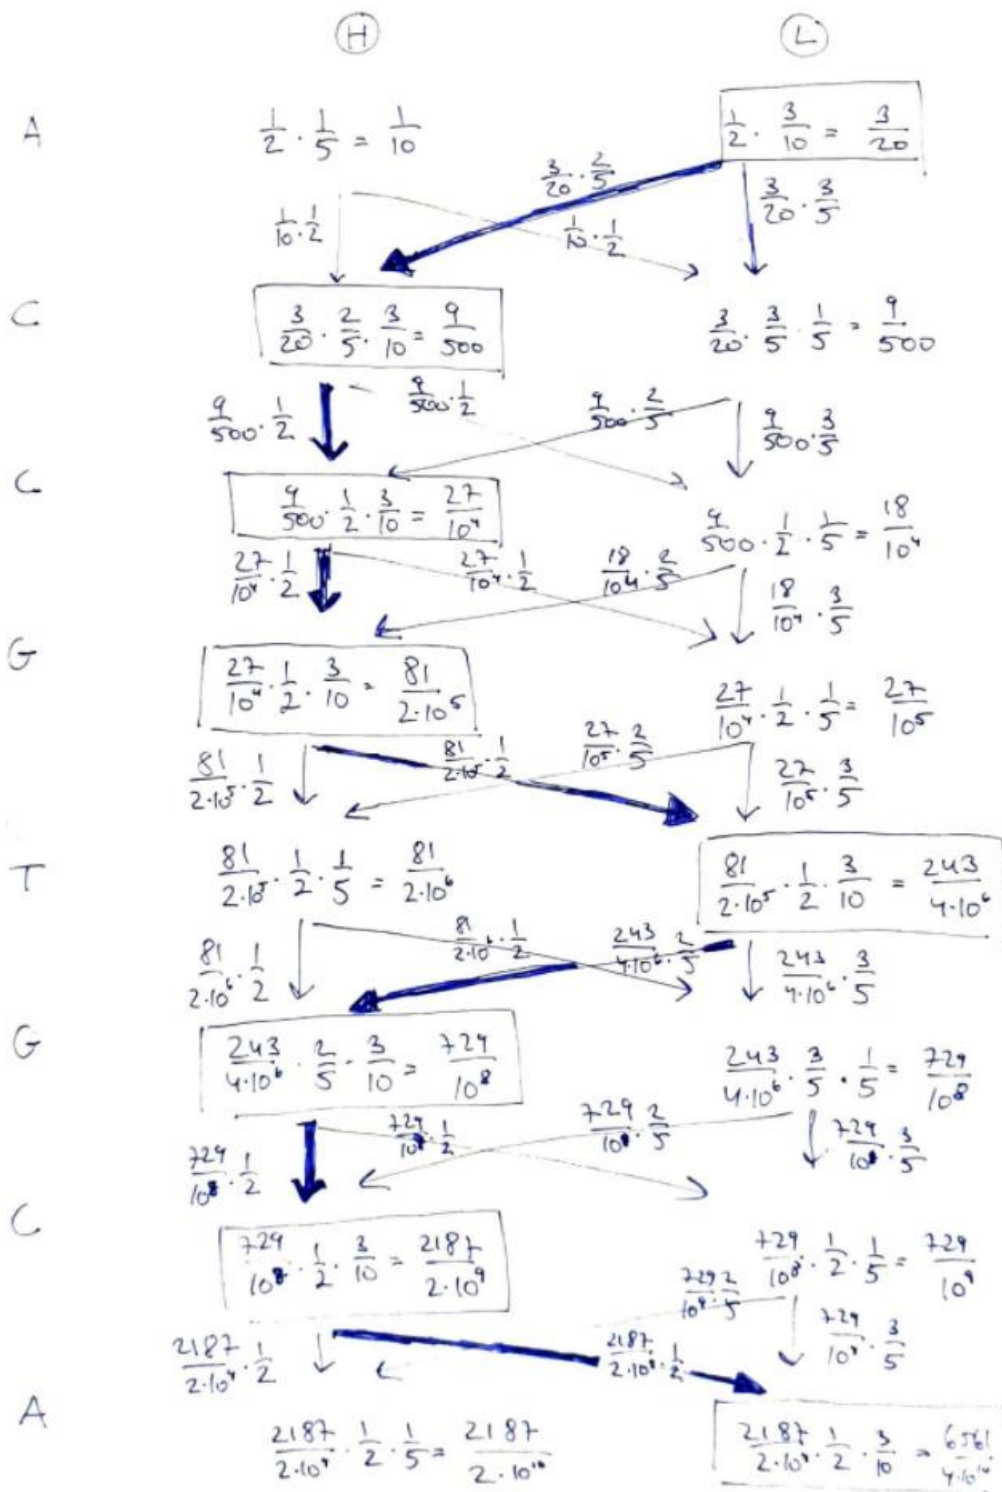 H L
A 1/2 · 1/5 = 1/10 1/2 · 3/10 = 3/20
3/20 · 2/5 3/20 · 3/5
1/10 · 1/2 1/10 · 1/2
C 3/20 · 2/5 · 3/10 = 9/500 3/20 · 3/5 · 1/5 = 9/500
9/500 · 1/2 9/500 · 1/2 9/500 · 2/5 9/500 · 3/5
C 9/500 · 1/2 · 3/10 = 27/10⁴ 9/500 · 1/2 · 1/5 = 18/10⁴
27/10⁴ · 1/2 27/10⁴ · 1/2 18/10⁴ · 2/5 18/10⁴ · 3/5
G 27/10⁴ · 1/2 · 3/10 = 81/2·10⁵ 27/10⁴ · 1/2 · 1/5 = 27/10⁵
81/2·10⁵ · 1/2 81/2·10⁵ · 1/2 27/10⁵ · 2/5 27/10⁵ · 3/5
T 81/2·10⁵ · 1/2 · 1/5 = 81/2·10⁶ 81/2·10⁵ · 1/2 · 3/10 = 243/4·10⁶
81/2·10⁶ · 1/2 81/2·10⁶ · 1/2 243/4·10⁶ · 2/5 243/4·10⁶ · 3/5
G 243/4·10⁶ · 2/5 · 3/10 = 729/10⁸ 243/4·10⁶ · 3/5 · 1/5 = 729/10⁸
729/10⁸ · 1/2 729/10⁸ · 1/2 729/10⁸ · 2/5 729/10⁸ · 3/5
C 729/10⁸ · 1/2 · 3/10 = 2187/2·10⁹ 729/10⁸ · 1/2 · 1/5 = 729/10⁹
2187/2·10⁹ · 1/2 2187/2·10⁹ · 1/2 729/10⁹ · 2/5 729/10⁹ · 3/5
A 2187/2·10⁹ · 1/2 · 1/5 = 2187/2·10¹⁰ 2187/2·10⁹ · 1/2 · 3/10 = 6561/4·10¹⁰